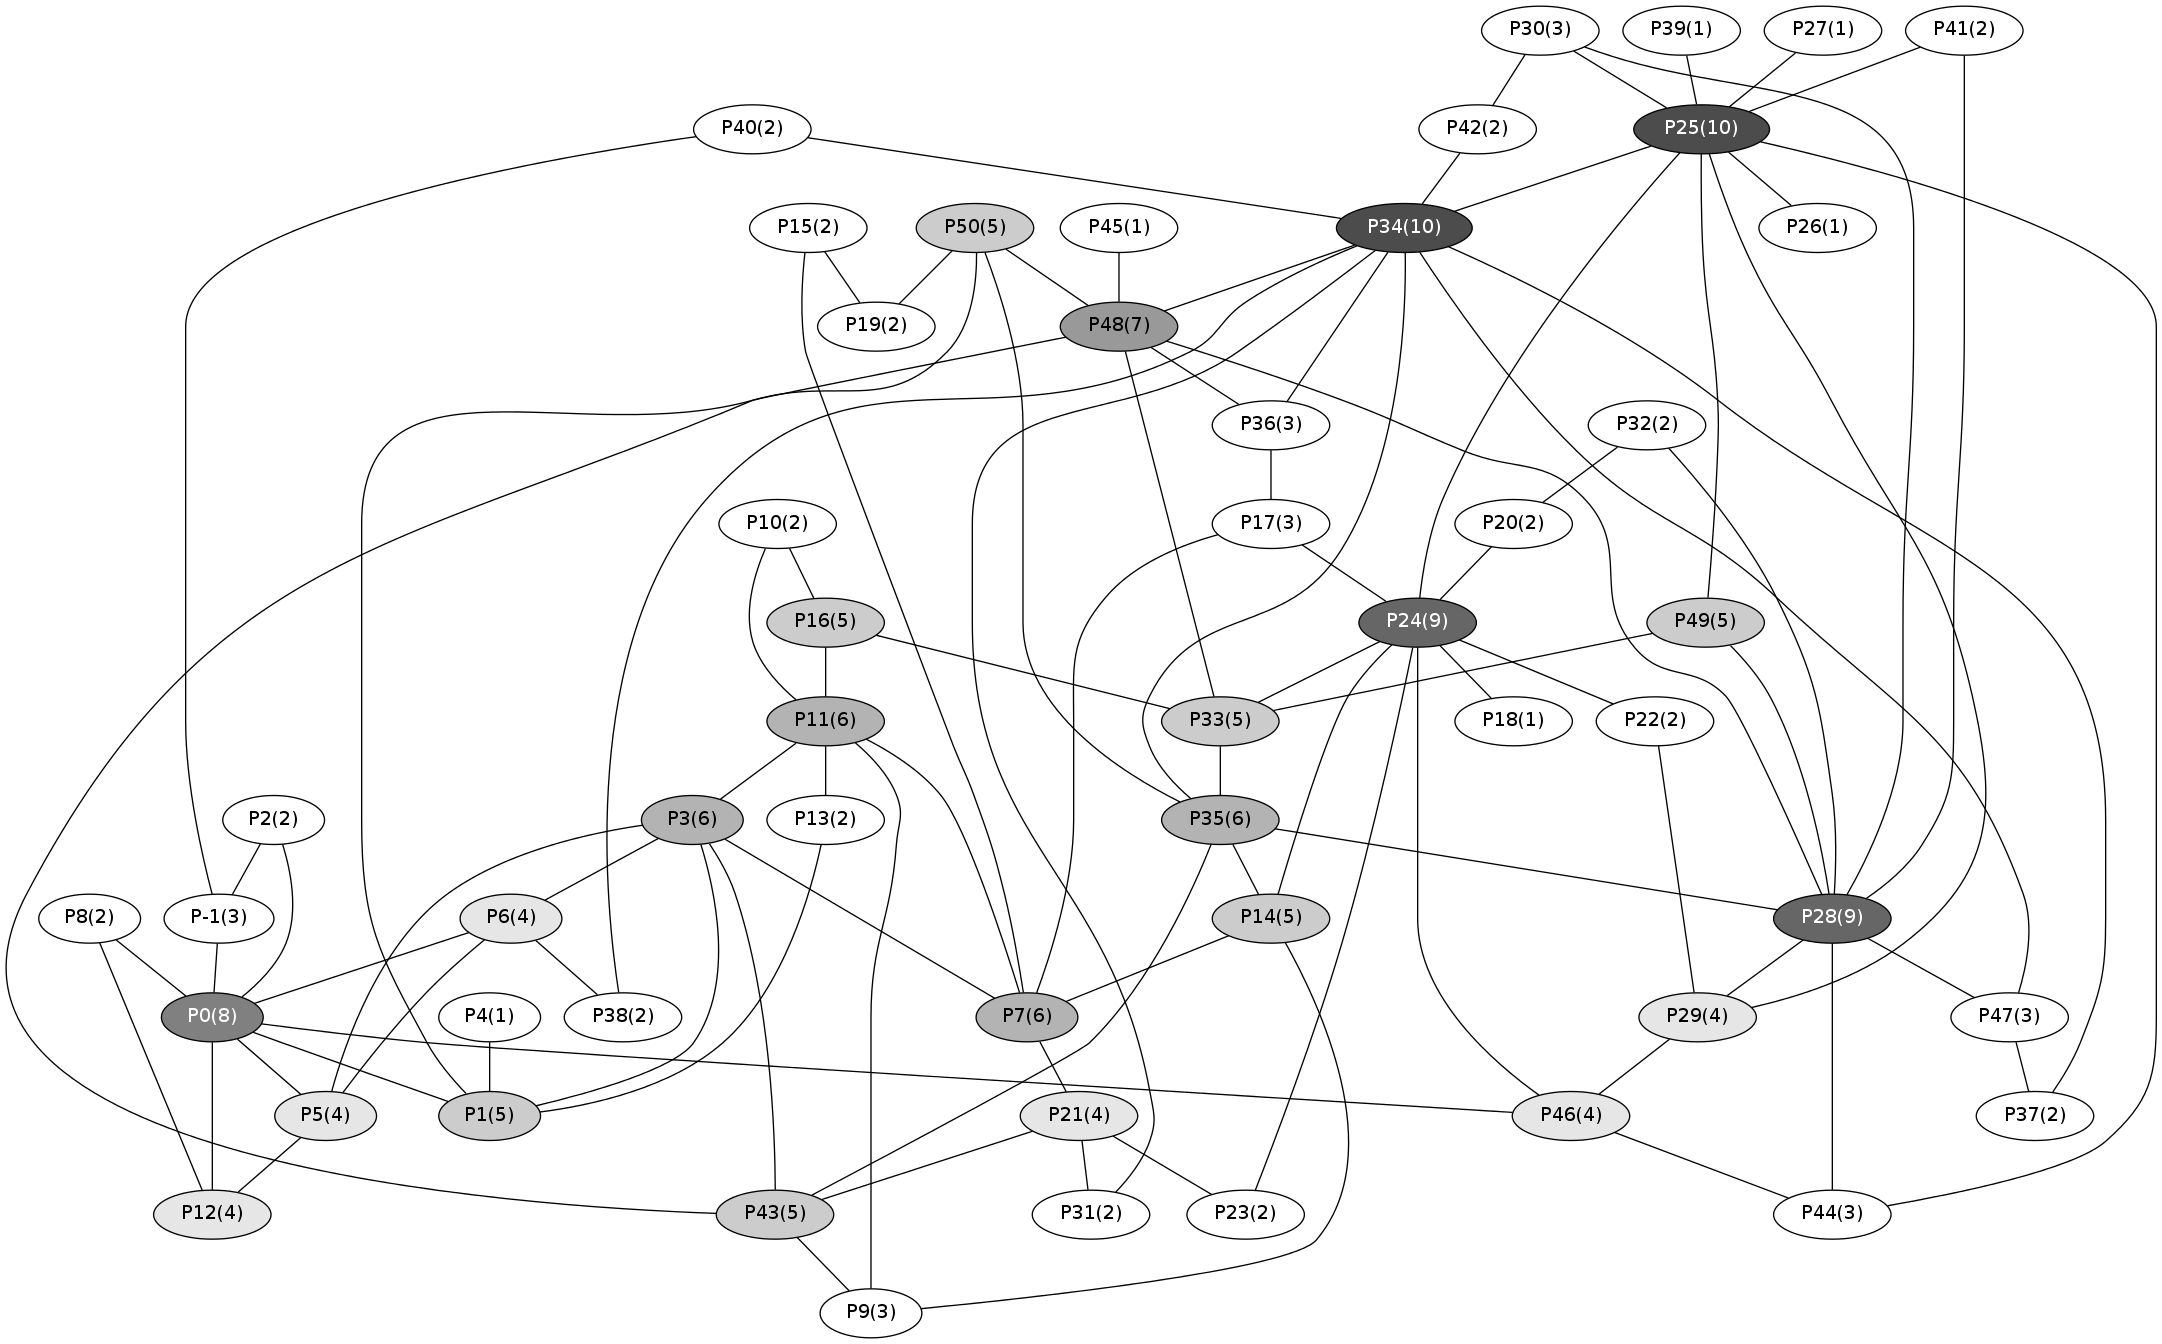 P30(3) P39(1) P27(1) P41(2)
P40(2) P42(2) P25(10)
P15(2) P50(5) P45(1) P34(10) P26(1)
P19(2) P48(7)
P36(3) P32(2)
P10(2) P17(3) P20(2)
P16(5) P24(9) P49(5)
P11(6) P33(5) P18(1) P22(2)
P2(2) P3(6) P13(2) P35(6)
P8(2) P-1(3) P6(4) P14(5) P28(9)
P0(8) P4(1) P38(2) P7(6) P29(4) P47(3)
P5(4) P1(5) P21(4) P46(4) P37(2)
P12(4) P43(5) P31(2) P23(2) P44(3)
P9(3)